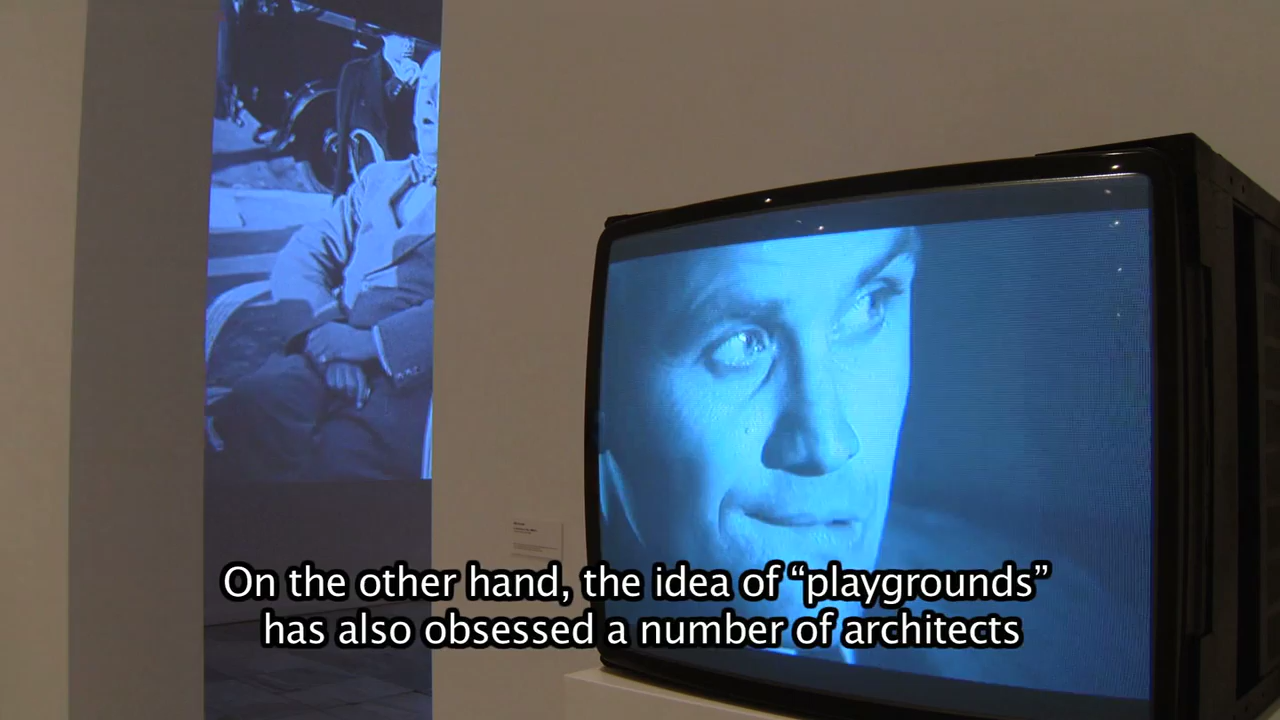 On the other hand, the idea of “playgrounds”
has also obsessed a number of architects